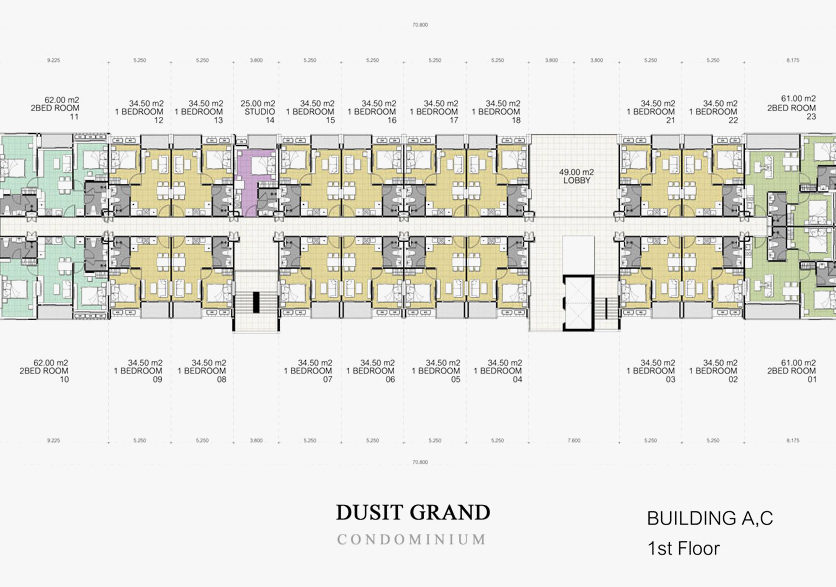 70.800
9.225 5.250 5.250 3.600 5.250 5.250 5.250 5.250 3.800 3.800 5.250 5.250 8.175
62.00 m2
2BED ROOM
11
34.50 m2
1 BEDROOM
12
34.50 m2
1 BEDROOM
13
25.00 m2
STUDIO
14
34.50 m2
1 BEDROOM
15
34.50 m2
1 BEDROOM
16
34.50 m2
1 BEDROOM
17
34.50 m2
1 BEDROOM
18
34.50 m2
1 BEDROOM
21
34.50 m2
1 BEDROOM
22
61.00 m2
2BED ROOM
23
49.00 m2
LOBBY
62.00 m2
2BED ROOM
10
34.50 m2
1 BEDROOM
09
34.50 m2
1 BEDROOM
08
34.50 m2
1 BEDROOM
07
34.50 m2
1 BEDROOM
06
34.50 m2
1 BEDROOM
05
34.50 m2
1 BEDROOM
04
34.50 m2
1 BEDROOM
03
34.50 m2
1 BEDROOM
02
61.00 m2
2BED ROOM
01
9.225 5.250 5.250 3.600 5.250 5.250 5.250 5.250 7.600 5.250 5.250 8.175
70.800
DUSIT GRAND
CONDOMINIUM
BUILDING A,C
1st Floor